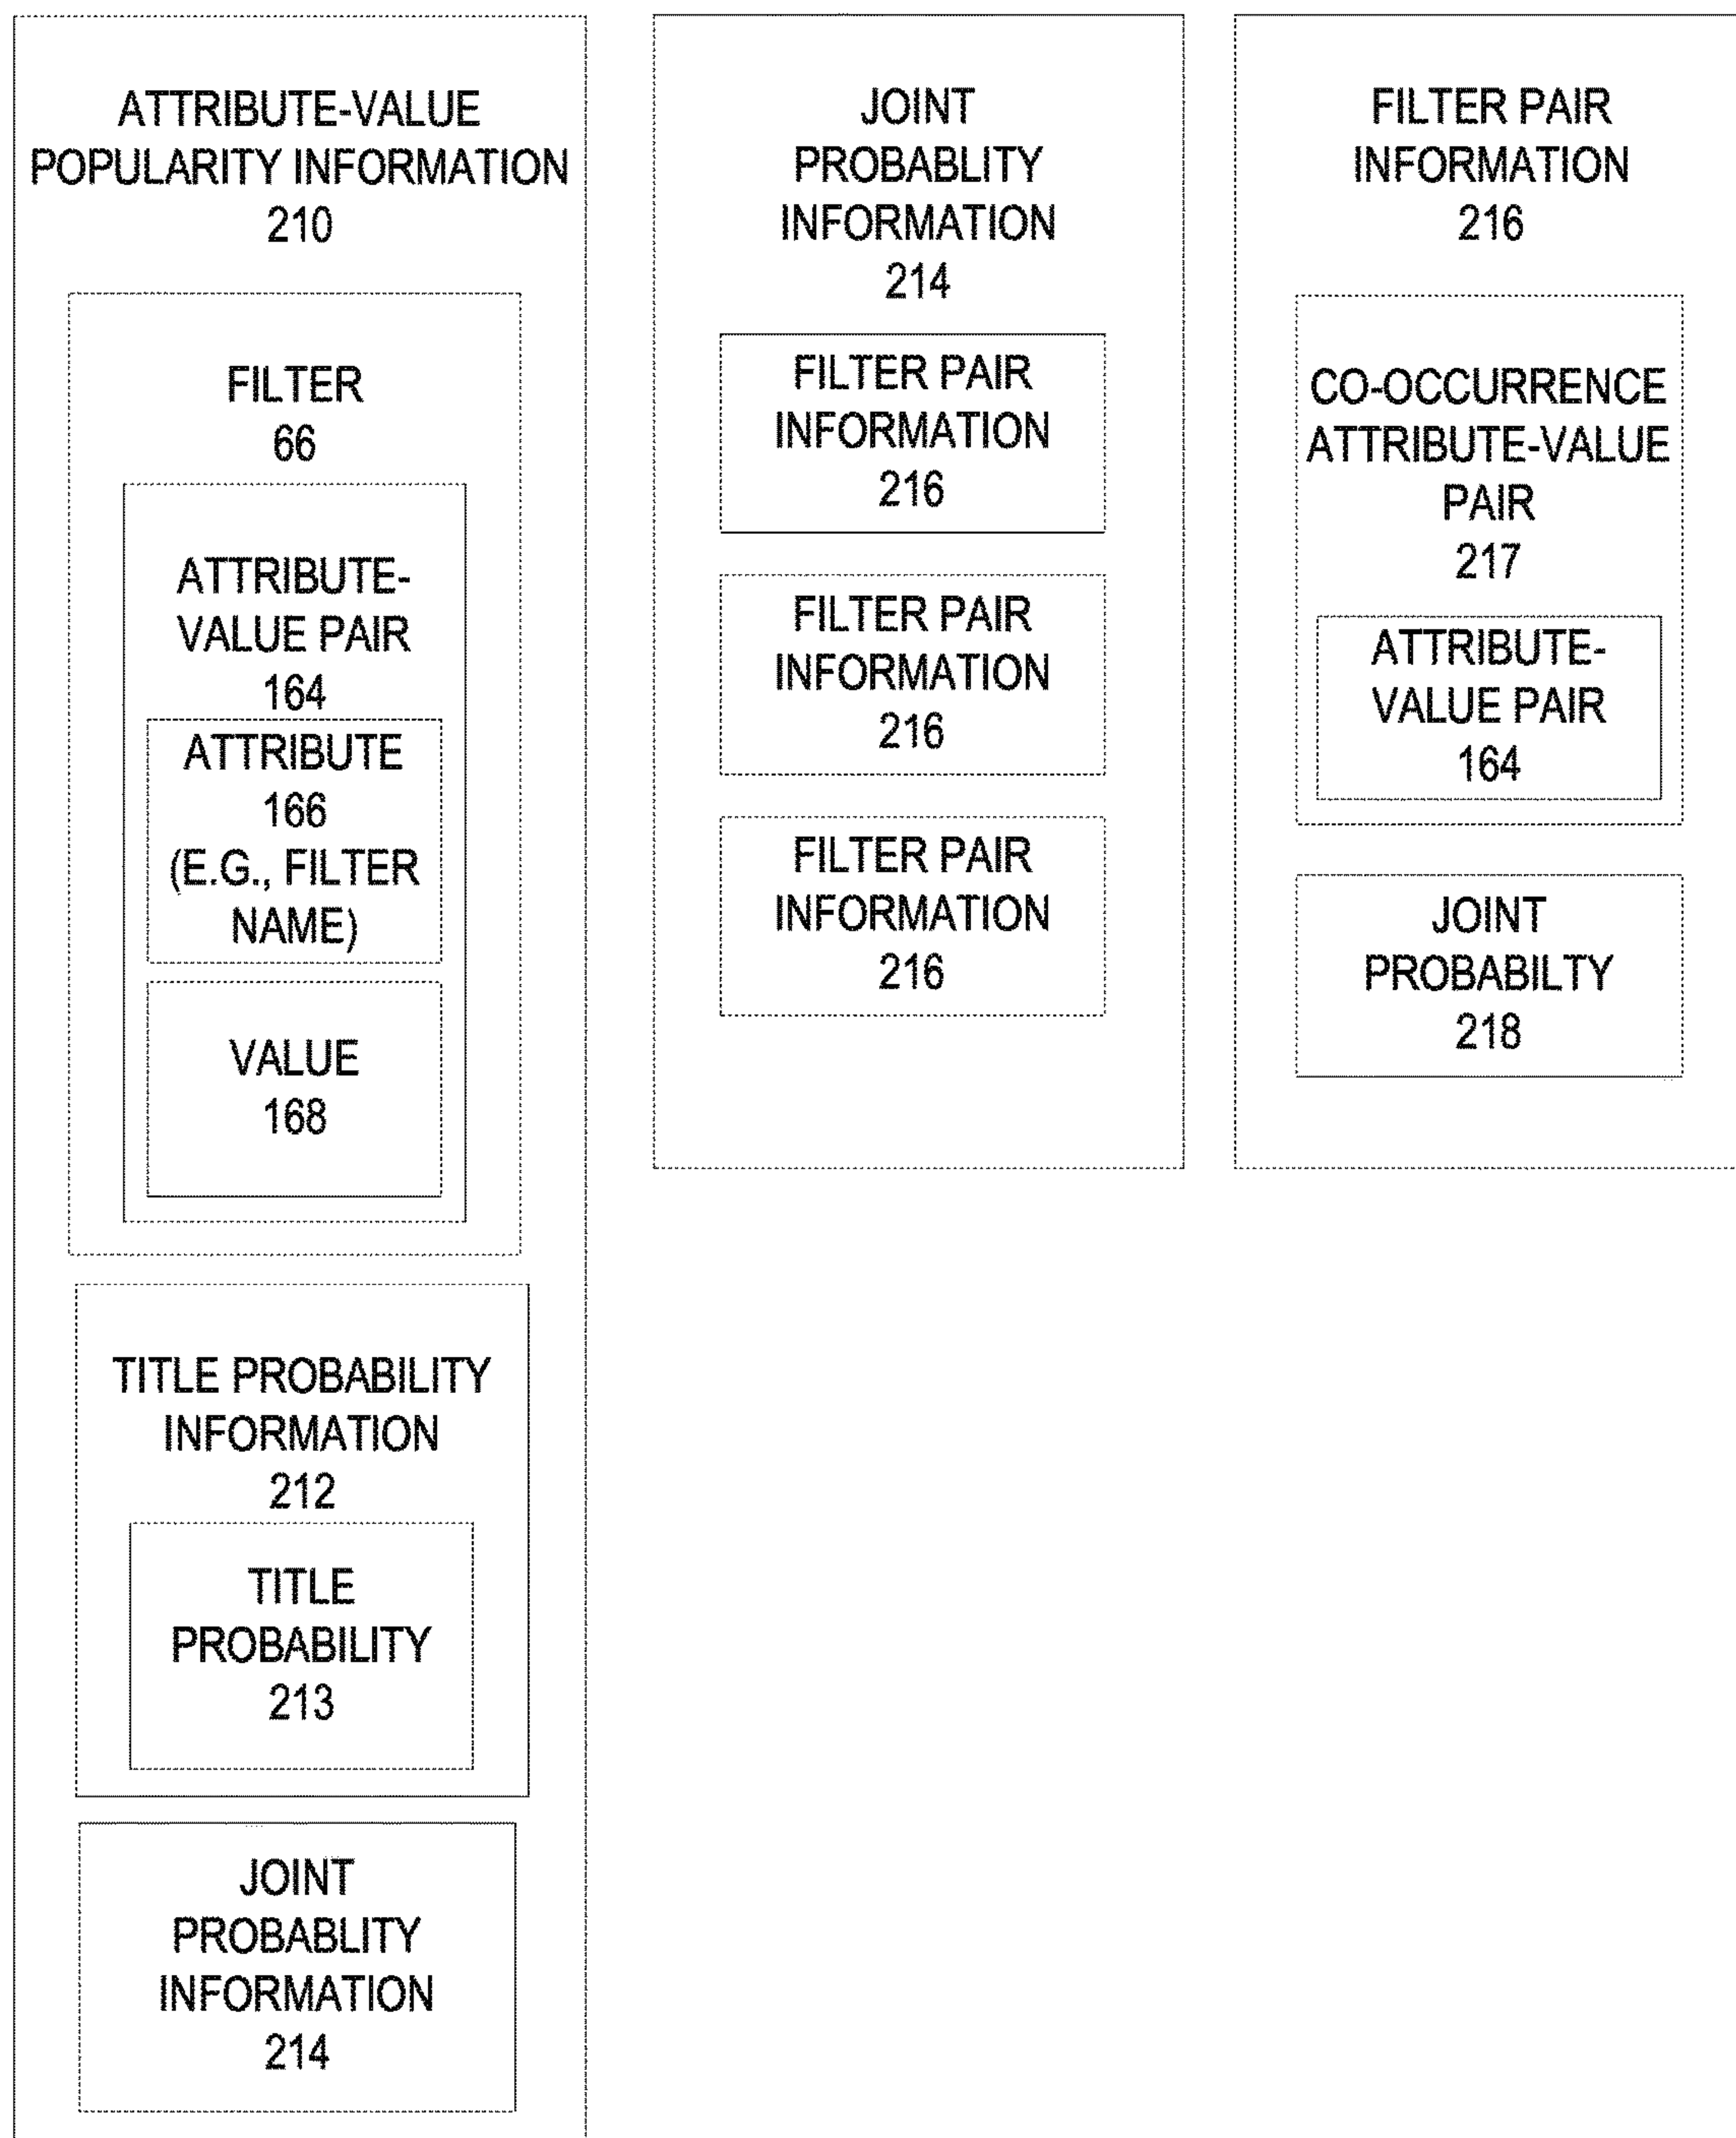 ATTRIBUTE-VALUE
POPULARITY INFORMATION
210
FILTER
66
ATTRIBUTE-
VALUE PAIR
164
ATTRIBUTE
166
(E.G., FILTER
NAME)
VALUE
168
TITLE PROBABILITY
INFORMATION
212
TITLE
PROBABILITY
213
JOINT
PROBABLITY
INFORMATION
214
JOINT
PROBABLITY
INFORMATION
214
FILTER PAIR
INFORMATION
216
FILTER PAIR
INFORMATION
216
FILTER PAIR
INFORMATION
216
FILTER PAIR
INFORMATION
216
CO-OCCURRENCE
ATTRIBUTE-VALUE
PAIR
217
ATTRIBUTE-
VALUE PAIR
164
JOINT
PROBABILTY
218